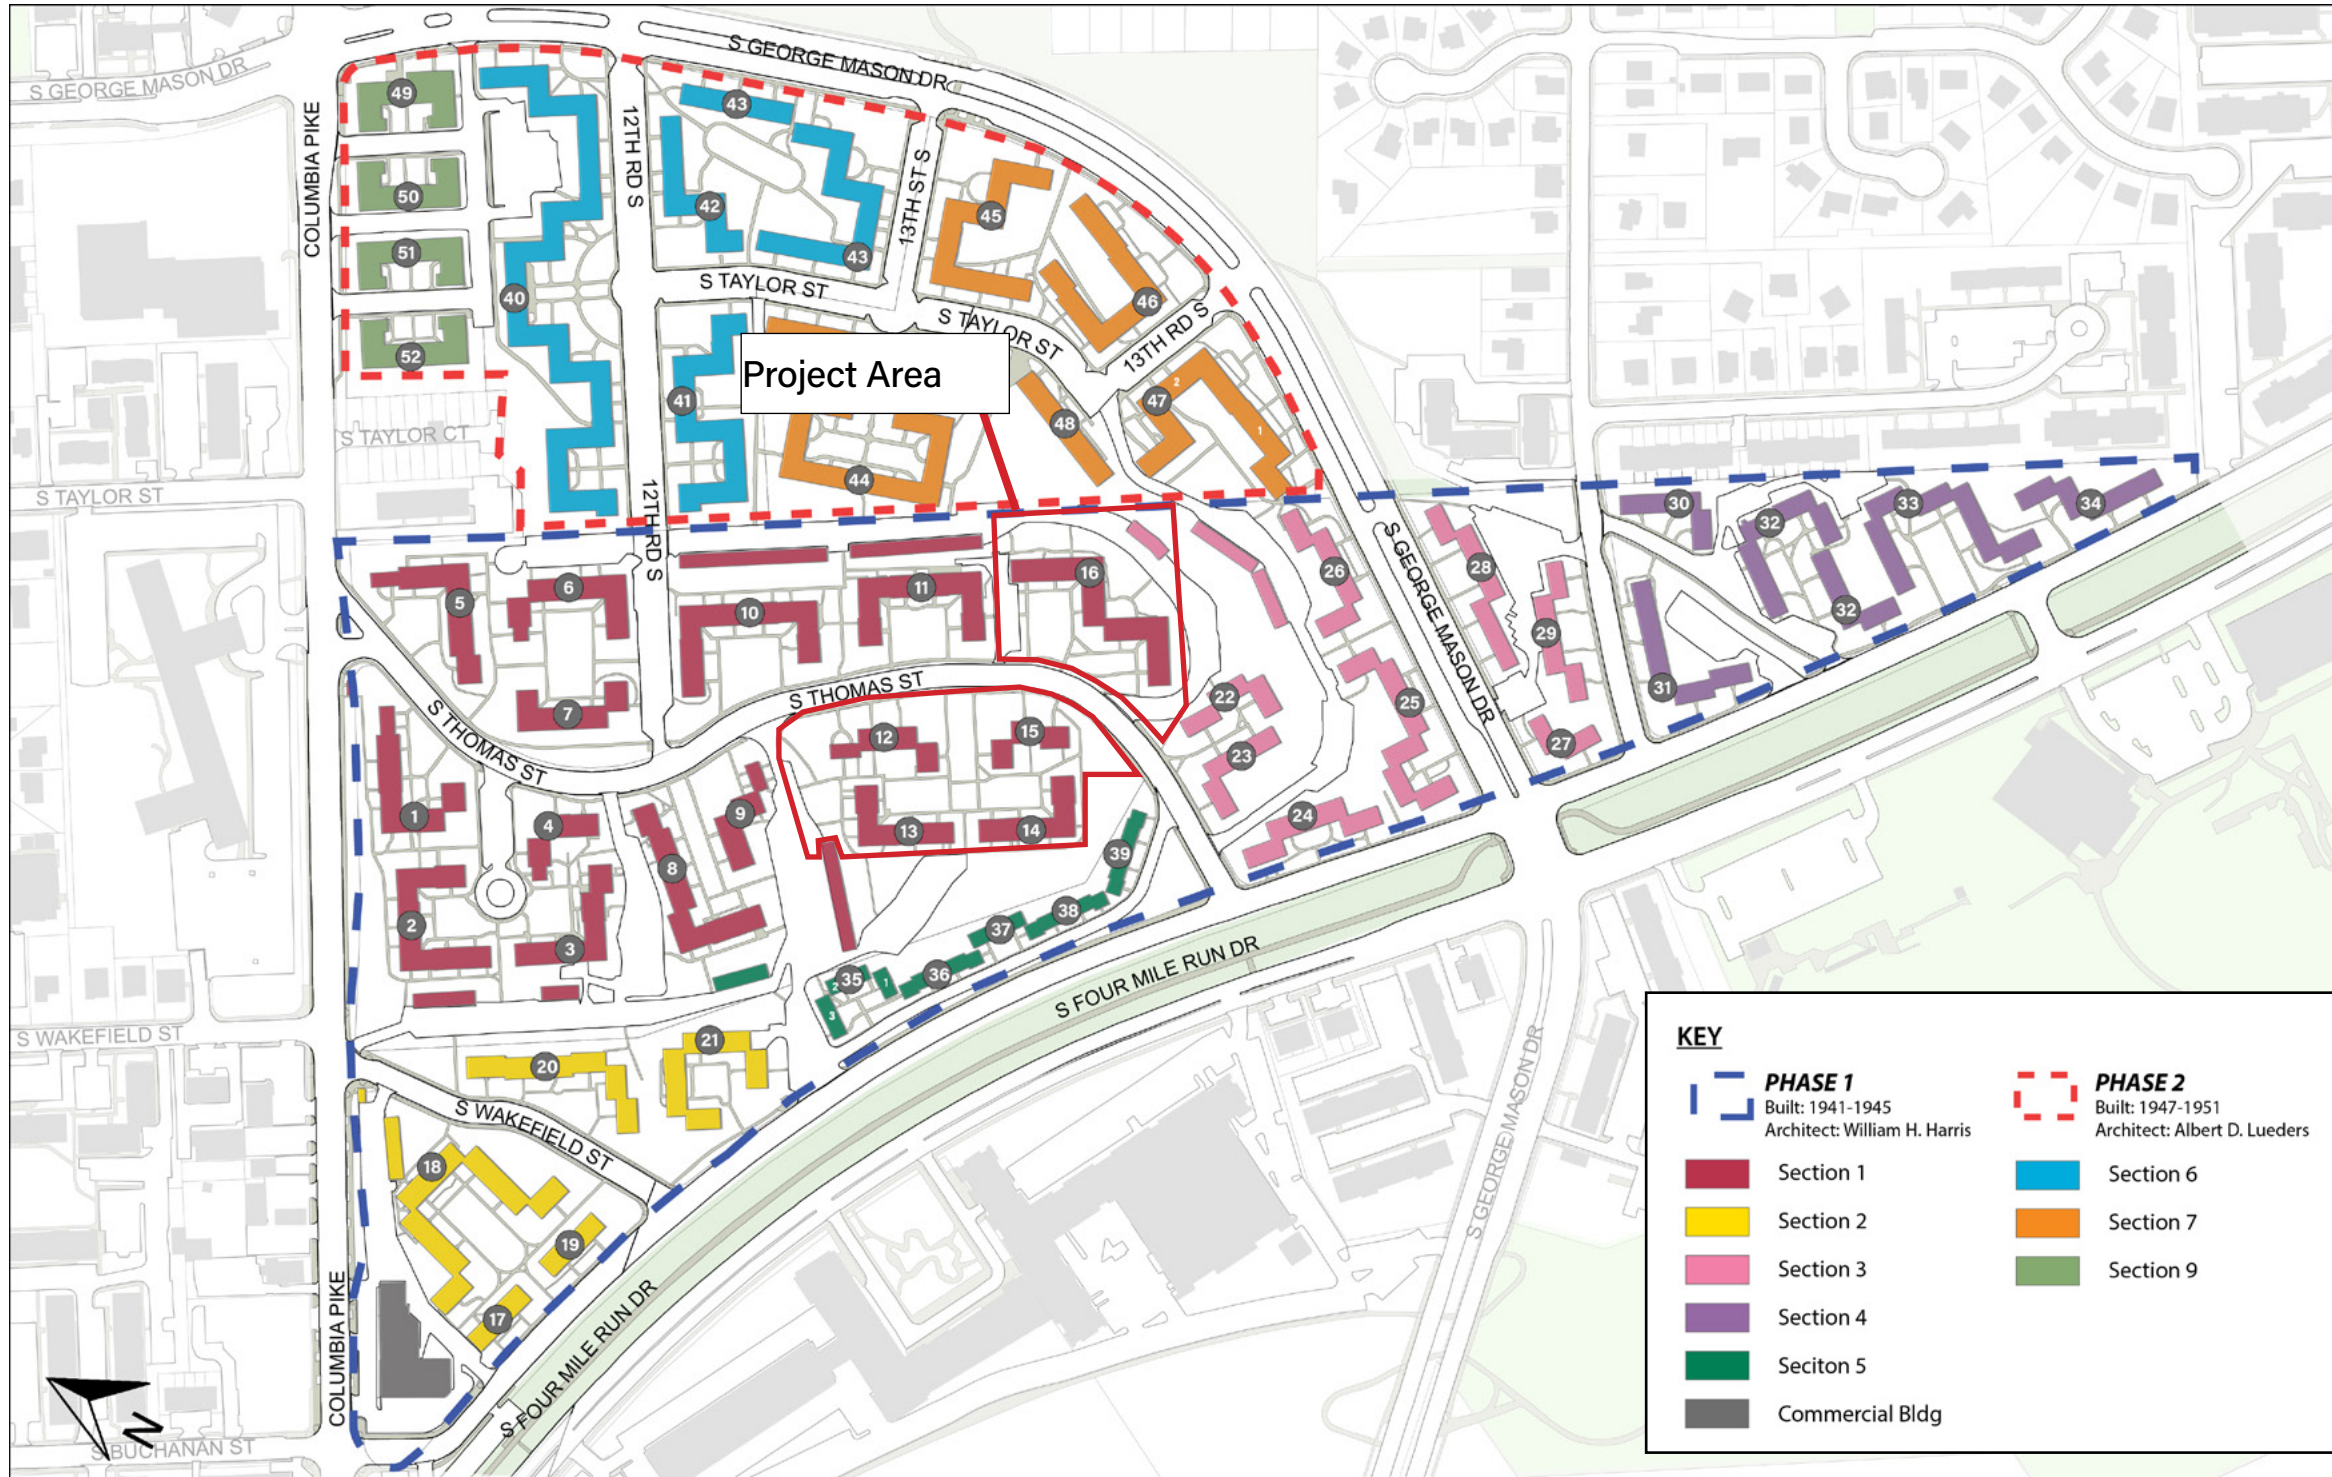 S GEORGE MASON DR
S GEORGE MASON DR
COLUMBIA PIKE
12TH RD S
13TH ST S
49
43
50
42
45
51
43
40
46
S TAYLOR ST
S TAYLOR ST
13TH RD S
52
Project Area
41
2
47
48
1
S TAYLOR CT
44
S TAYLOR ST
12TH RD S
30
32
33
34
S GEORGE MASON DR
5
6
10
11
16
26
28
29
32
31
7
S THOMAS ST
S THOMAS ST
22
25
27
12
15
23
1
4
9
13
14
24
8
39
2
3
37
38
35
2
1
3
36
S FOUR MILE RUN DR
S WAKEFIELD ST
20
21
S WAKEFIELD ST
18
19
17
COLUMBIA PIKE
S FOUR MILE RUN DR
S GEORGE MASON DR
S BUCHANAN ST
N
KEY
PHASE 1
Built: 1941-1945
Architect: William H. Harris
Section 1
Section 2
Section 3
Section 4
Seciton 5
Commercial Bldg
PHASE 2
Built: 1947-1951
Architect: Albert D. Lueders
Section 6
Section 7
Section 9